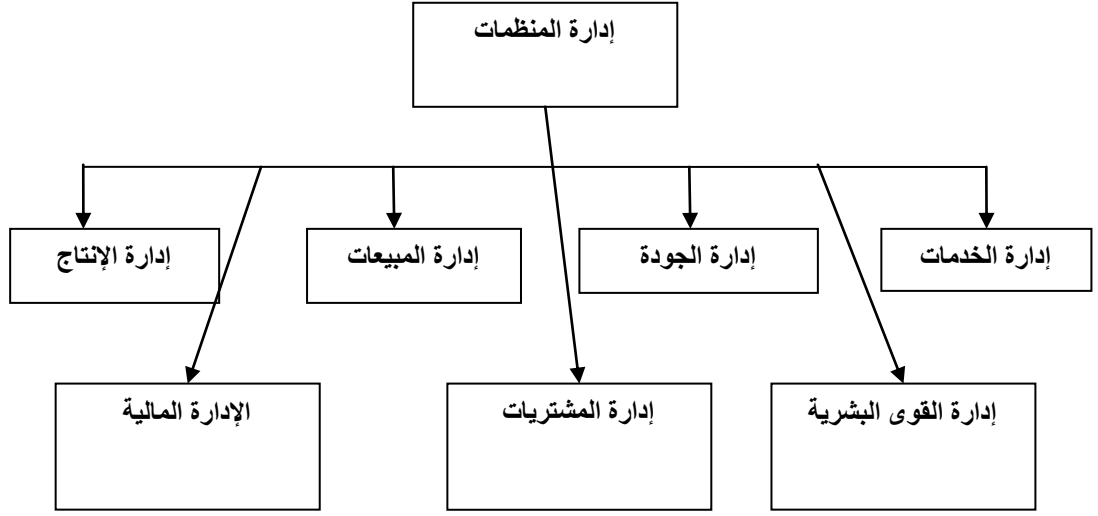 إدارة المنظمات
إدارة الخدمات
إدارة الجودة
إدارة المبيعات
إدارة الإنتاج
إدارة القوى البشرية
إدارة المشتريات
الإدارة المالية